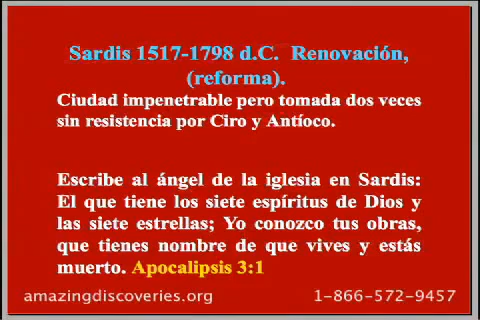 Sardis 1517-1798 d.C. Renovación,
(reforma).
Ciudad impenetrable pero tomada dos veces
sin resistencia por Ciro y Antíoco.
Escribe al ángel de la iglesia en Sardis:
El que tiene los siete espíritus de Dios y
las siete estrellas; Yo conozco tus obras,
que tienes nombre de que vives y estás
muerto. Apocalipsis 3:1
amazingdiscoveries.org 1-866-572-9457